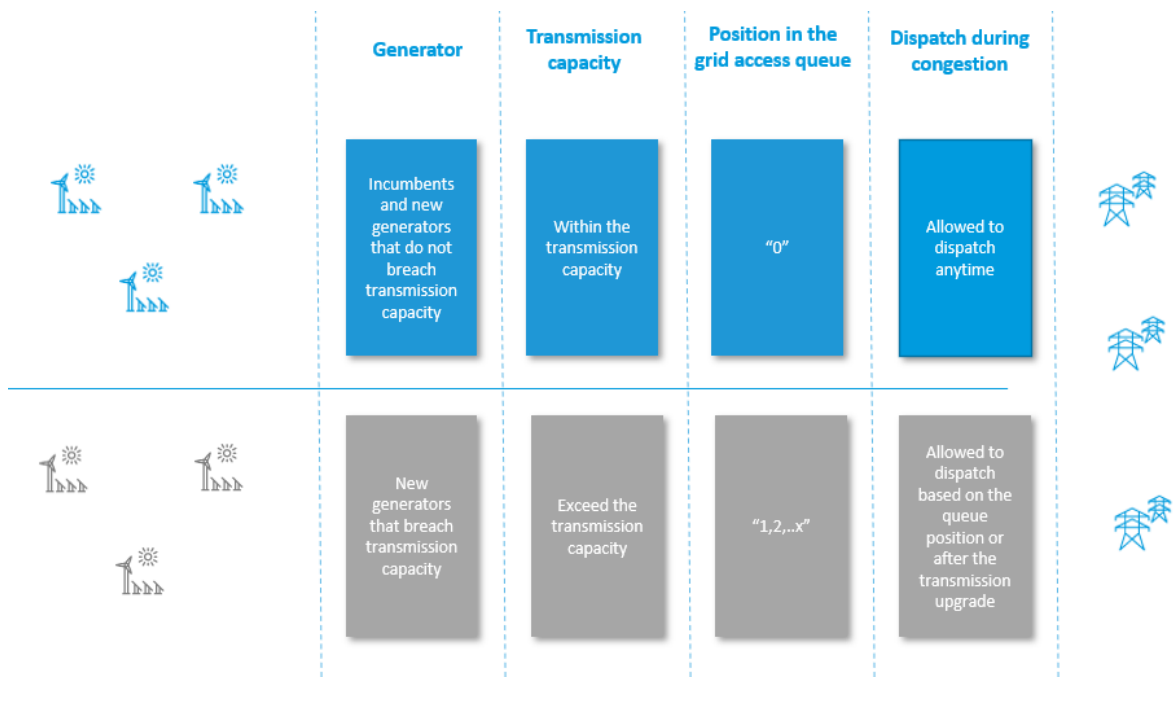 Generator
Transmission
capacity
Position in the
grid access queue
Dispatch during
congestion
Incumbents
and new
generators
that do not
breach
transmission
capacity
Within the
transmission
capacity
“0”
Allowed to
dispatch
anytime
New
generators
that breach
transmission
capacity
Exceed the
transmission
capacity
“1,2,..x”
Allowed to
dispatch
based on the
queue
position or
after the
transmission
upgrade